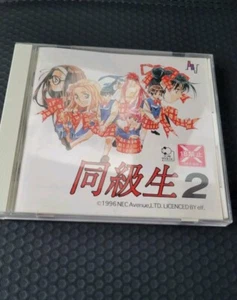 同級生2
©1996 NEC Avenue,LTD. LICENCED BY elf.